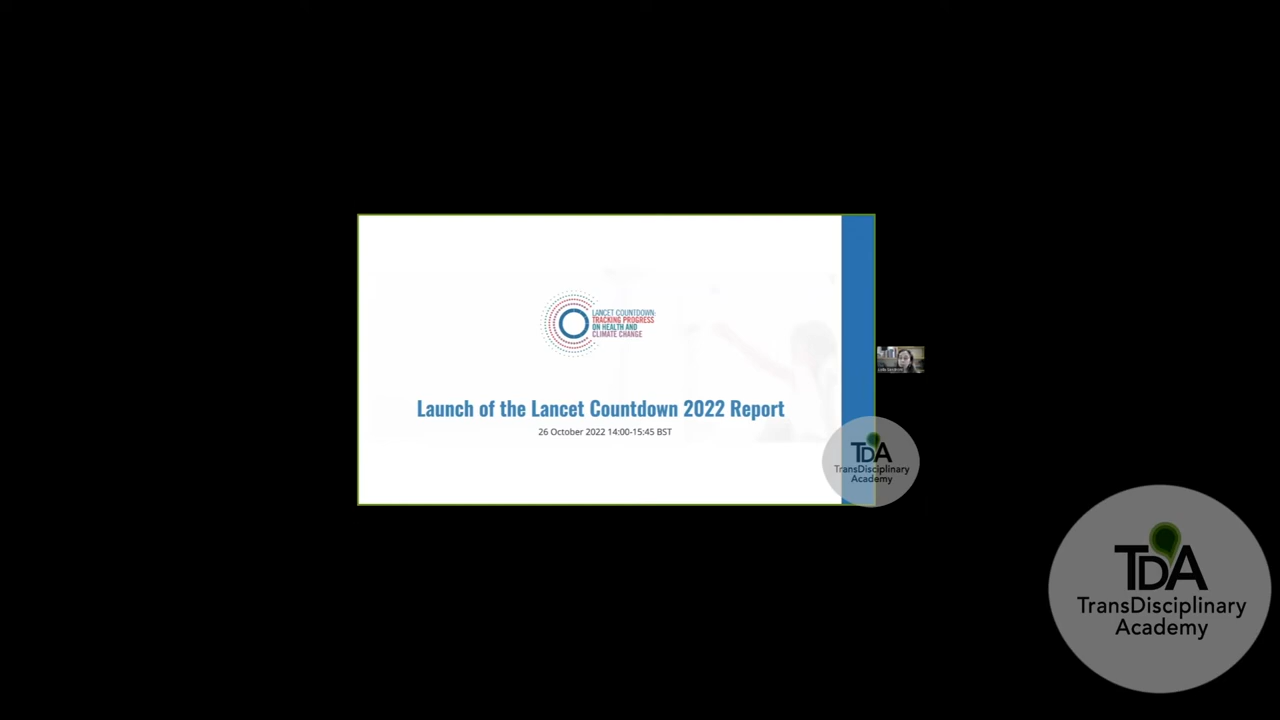 LANCET COUNTDOWN:
TRACKING PROGRESS
ON HEALTH AND
CLIMATE CHANGE
Launch of the Lancet Countdown 2022 Report
26 October 2022 14:00-15:45 BST
TDA
TransDisciplinary
Academy
TDA
TransDisciplinary
Academy